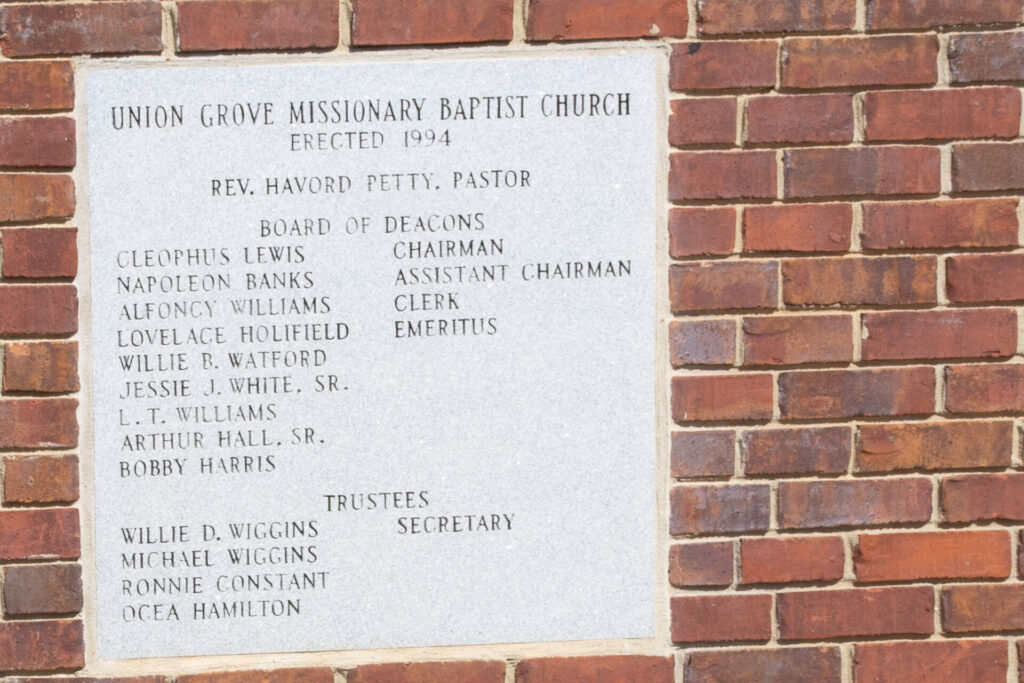 UNION GROVE MISSIONARY BAPTIST CHURCH
ERECTED 1994
REV. HAVORD PETTY, PASTOR
BOARD OF DEACONS
CLEOPHUS LEWIS CHAIRMAN
NAPOLEON BANKS ASSISTANT CHAIRMAN
ALFONCY WILLIAMS CLERK
LOVELACE HOLIFIELD EMERITUS
WILLIE B. WATFORD
JESSIE J. WHITE, SR.
L. T. WILLIAMS
ARTHUR HALL, SR.
BOBBY HARRIS
TRUSTEES
WILLIE D. WIGGINS SECRETARY
MICHAEL WIGGINS
RONNIE CONSTANT
OCEA HAMILTON